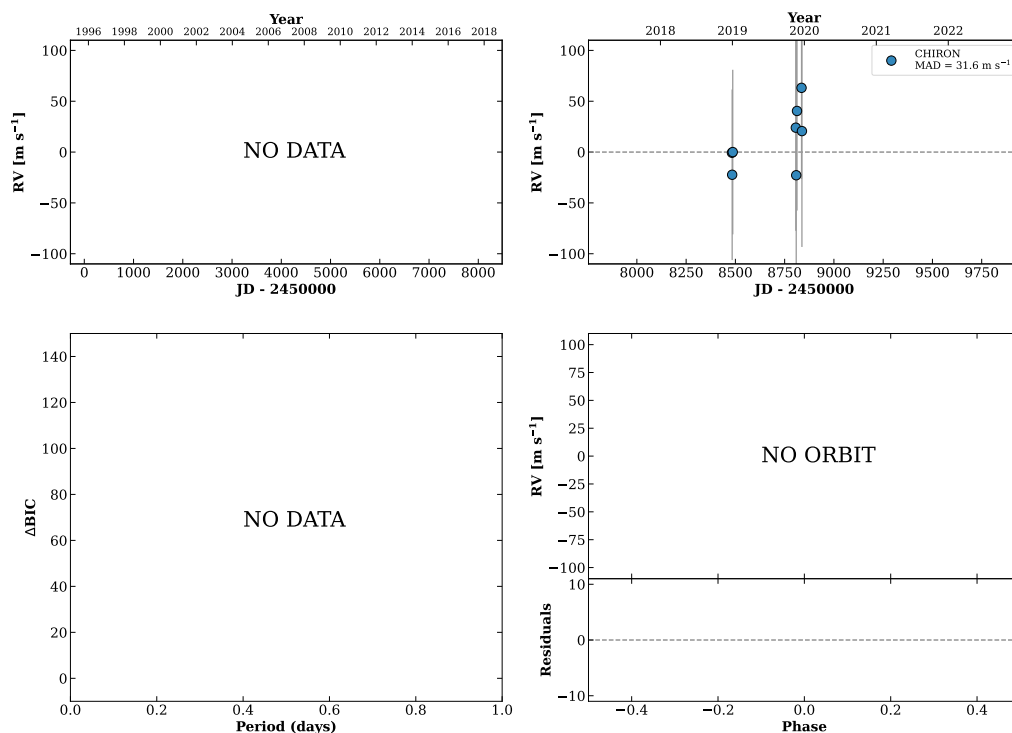 Year
1996 1998 2000 2002 2004 2006 2008 2010 2012 2014 2016 2018
100
50
0
−50
−100
RV [m s⁻¹]
NO DATA
0 1000 2000 3000 4000 5000 6000 7000 8000
JD - 2450000
Year
2018 2019 2020 2021 2022
CHIRON
MAD = 31.6 m s⁻¹
100
50
0
−50
−100
RV [m s⁻¹]
8000 8250 8500 8750 9000 9250 9500 9750
JD - 2450000
140
120
100
80
60
40
20
0
ΔBIC
NO DATA
0.0 0.2 0.4 0.6 0.8 1.0
Period (days)
100
75
50
25
0
−25
−50
−75
−100
RV [m s⁻¹]
NO ORBIT
10
0
−10
Residuals
−0.4 −0.2 0.0 0.2 0.4
Phase